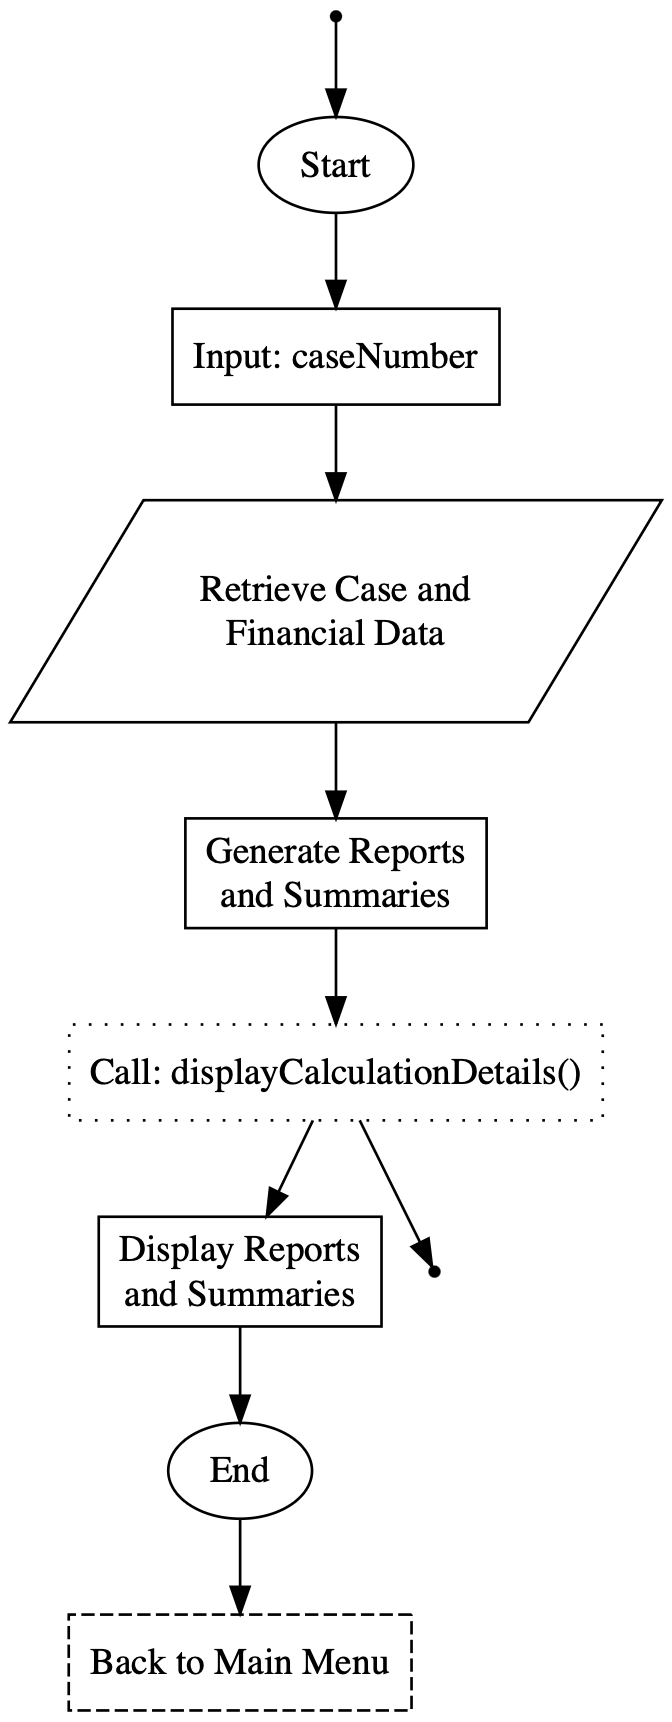 Start
Input: caseNumber
Retrieve Case and
Financial Data
Generate Reports
and Summaries
Call: displayCalculationDetails()
Display Reports
and Summaries
End
Back to Main Menu